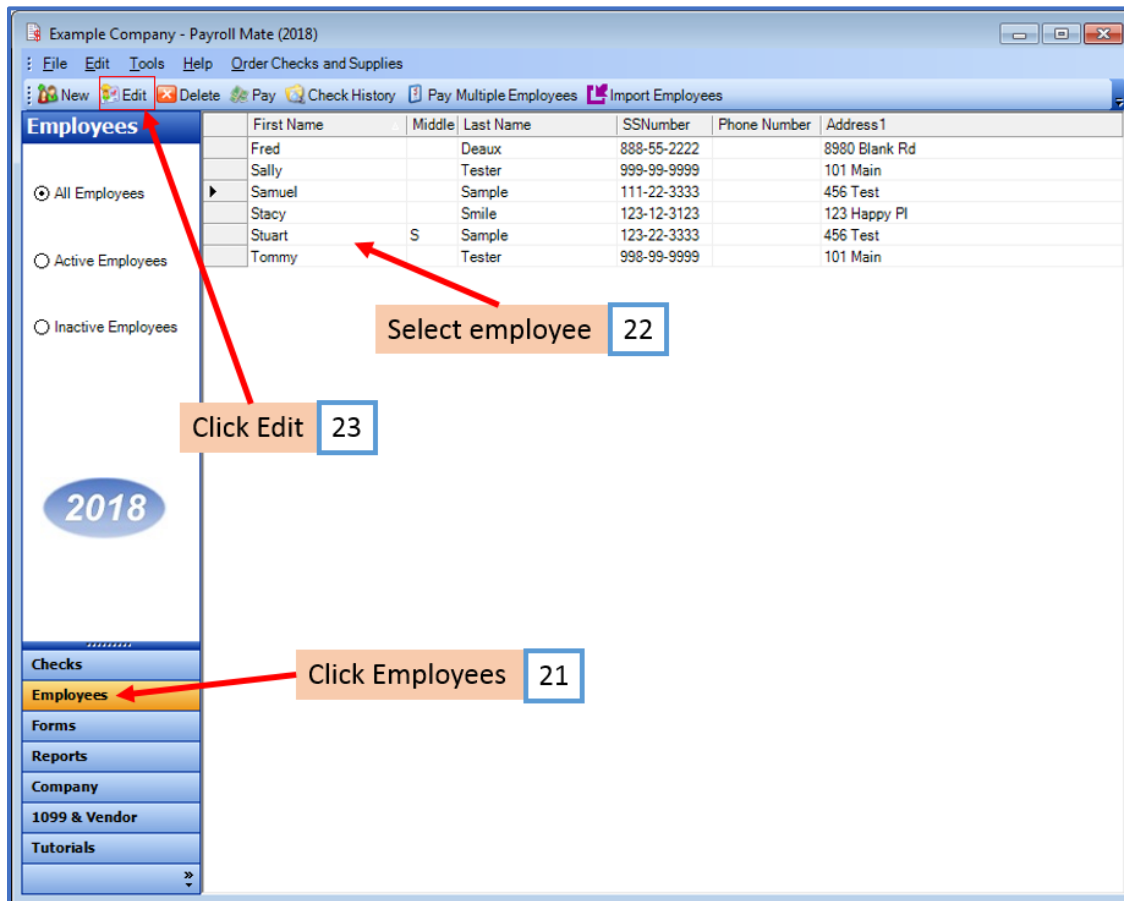 Example Company - Payroll Mate (2018)
File Edit Tools Help Order Checks and Supplies
New Edit Delete Pay Check History Pay Multiple Employees Import Employees
Employees
All Employees
Active Employees
Inactive Employees
2018
Checks
Employees
Forms
Reports
Company
1099 & Vendor
Tutorials
First Name Middle Last Name SSNumber Phone Number Address1
Fred Deaux 888-55-2222 8980 Blank Rd
Sally Tester 999-99-9999 101 Main
Samuel Sample 111-22-3333 456 Test
Stacy Smile 123-12-3123 123 Happy Pl
Stuart S Sample 123-22-3333 456 Test
Tommy Tester 998-99-9999 101 Main
Select employee 22
Click Edit 23
Click Employees 21